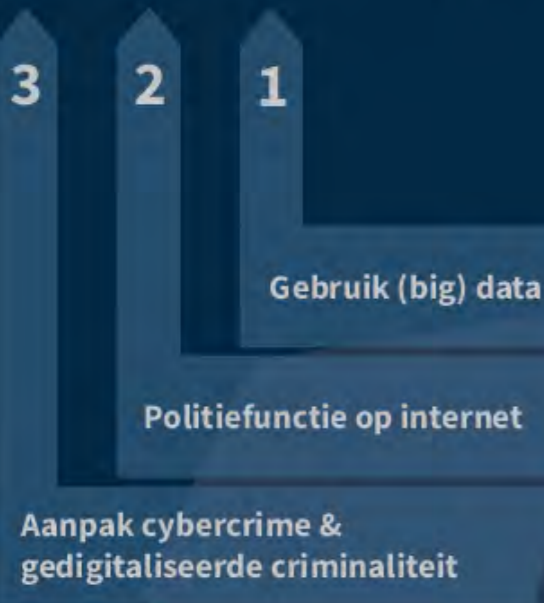 3 2 1
Gebruik (big) data
Politiefunctie op internet
Aanpak cybercrime &
gedigitaliseerde criminaliteit